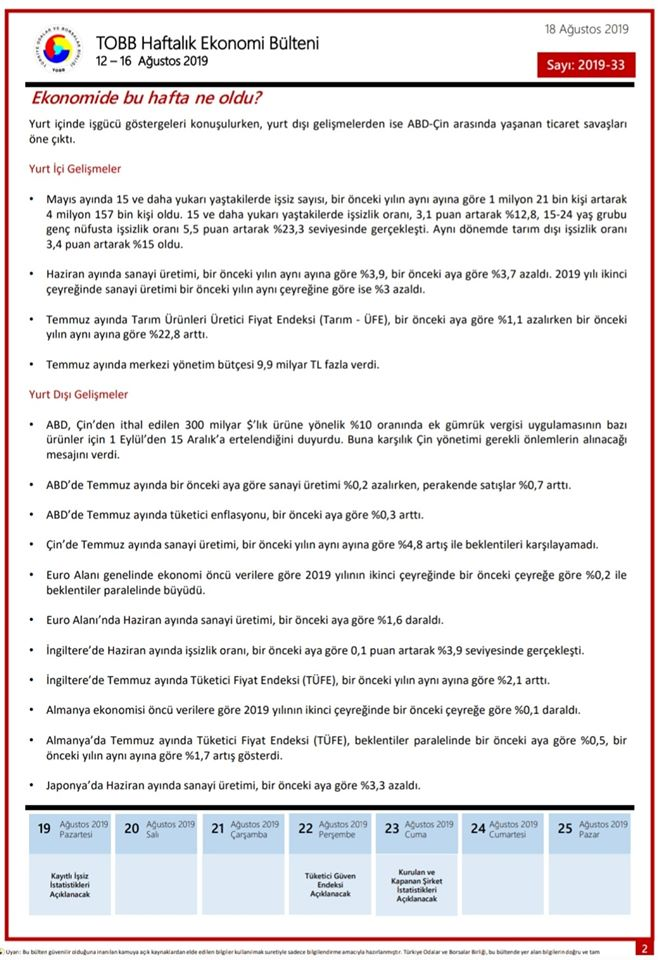 18 Ağustos 2019
TOBB Haftalık Ekonomi Bülteni
12 – 16 Ağustos 2019
Sayı: 2019-33
TÜRKİYE ODALAR VE BORSALAR BİRLİĞİ
TOBB
Ekonomide bu hafta ne oldu?
Yurt içinde işgücü göstergeleri konuşulurken, yurt dışı gelişmelerden ise ABD-Çin arasında yaşanan ticaret savaşları
öne çıktı.
Yurt İçi Gelişmeler
• Mayıs ayında 15 ve daha yukarı yaştakilerde işsiz sayısı, bir önceki yılın aynı ayına göre 1 milyon 21 bin kişi artarak
4 milyon 157 bin kişi oldu. 15 ve daha yukarı yaştakilerde işsizlik oranı, 3,1 puan artarak %12,8, 15-24 yaş grubu
genç nüfusta işsizlik oranı 5,5 puan artarak %23,3 seviyesinde gerçekleşti. Aynı dönemde tarım dışı işsizlik oranı
3,4 puan artarak %15 oldu.
• Haziran ayında sanayi üretimi, bir önceki yılın aynı ayına göre %3,9, bir önceki aya göre %3,7 azaldı. 2019 yılı ikinci
çeyreğinde sanayi üretimi bir önceki yılın aynı çeyreğine göre ise %3 azaldı.
• Temmuz ayında Tarım Ürünleri Üretici Fiyat Endeksi (Tarım - ÜFE), bir önceki aya göre %1,1 azalırken bir önceki
yılın aynı ayına göre %22,8 arttı.
• Temmuz ayında merkezi yönetim bütçesi 9,9 milyar TL fazla verdi.
Yurt Dışı Gelişmeler
• ABD, Çin’den ithal edilen 300 milyar $’lık ürüne yönelik %10 oranında ek gümrük vergisi uygulamasının bazı
ürünler için 1 Eylül’den 15 Aralık’a ertelendiğini duyurdu. Buna karşılık Çin yönetimi gerekli önlemlerin alınacağı
mesajını verdi.
• ABD’de Temmuz ayında bir önceki aya göre sanayi üretimi %0,2 azalırken, perakende satışlar %0,7 arttı.
• ABD’de Temmuz ayında tüketici enflasyonu, bir önceki aya göre %0,3 arttı.
• Çin’de Temmuz ayında sanayi üretimi, bir önceki yılın aynı ayına göre %4,8 artış ile beklentileri karşılayamadı.
• Euro Alanı genelinde ekonomi öncü verilere göre 2019 yılının ikinci çeyreğinde bir önceki çeyreğe göre %0,2 ile
beklentiler paralelinde büyüdü.
• Euro Alanı’nda Haziran ayında sanayi üretimi, bir önceki aya göre %1,6 daraldı.
• İngiltere’de Haziran ayında işsizlik oranı, bir önceki aya göre 0,1 puan artarak %3,9 seviyesinde gerçekleşti.
• İngiltere’de Temmuz ayında Tüketici Fiyat Endeksi (TÜFE), bir önceki yılın aynı ayına göre %2,1 arttı.
• Almanya ekonomisi öncü verilere göre 2019 yılının ikinci çeyreğinde bir önceki çeyreğe göre %0,1 daraldı.
• Almanya’da Temmuz ayında Tüketici Fiyat Endeksi (TÜFE), beklentiler paralelinde bir önceki aya göre %0,5, bir
önceki yılın aynı ayına göre %1,7 artış gösterdi.
• Japonya’da Haziran ayında sanayi üretimi, bir önceki aya göre %3,3 azaldı.
19 Ağustos 2019 Pazartesi
20 Ağustos 2019 Salı
21 Ağustos 2019 Çarşamba
22 Ağustos 2019 Perşembe
23 Ağustos 2019 Cuma
24 Ağustos 2019 Cumartesi
25 Ağustos 2019 Pazar
Kayıtlı İşsiz
İstatistikleri
Açıklanacak
Tüketici Güven
Endeksi
Açıklanacak
Kurulan ve
Kapanan Şirket
İstatistikleri
Açıklanacak
2
Uyarı: Bu bülten güvenilir olduğuna inanılan kamuya açık kaynaklardan elde edilen bilgiler kullanılmak suretiyle sadece bilgilendirme amacıyla hazırlanmıştır. Türkiye Odalar ve Borsalar Birliği, bu bültende yer alan bilgilerin doğru ve tam